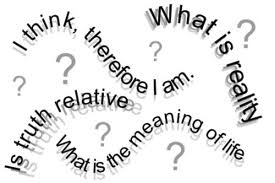 I think, therefore I am.
What is reality
?
?
?
?
?
Is truth relative
What is the meaning of life